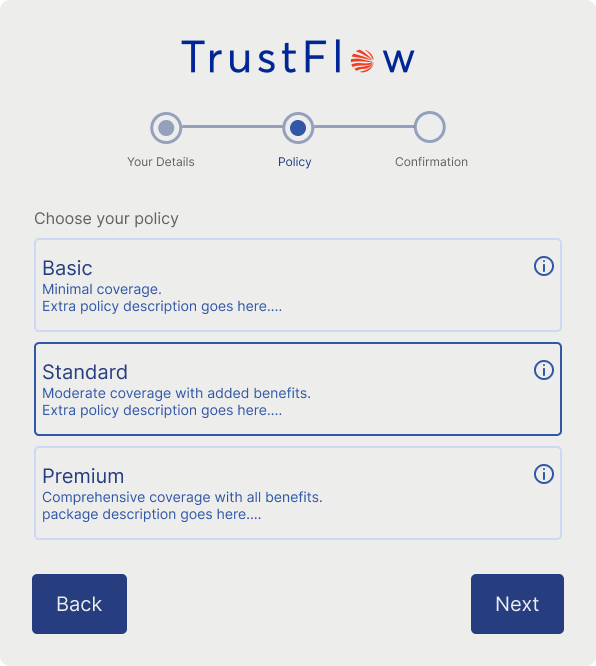 TrustFlow
Your Details
Policy
Confirmation
Choose your policy
Basic
Minimal coverage.
Extra policy description goes here....
Standard
Moderate coverage with added benefits.
Extra policy description goes here....
Premium
Comprehensive coverage with all benefits.
package description goes here....
Back
Next